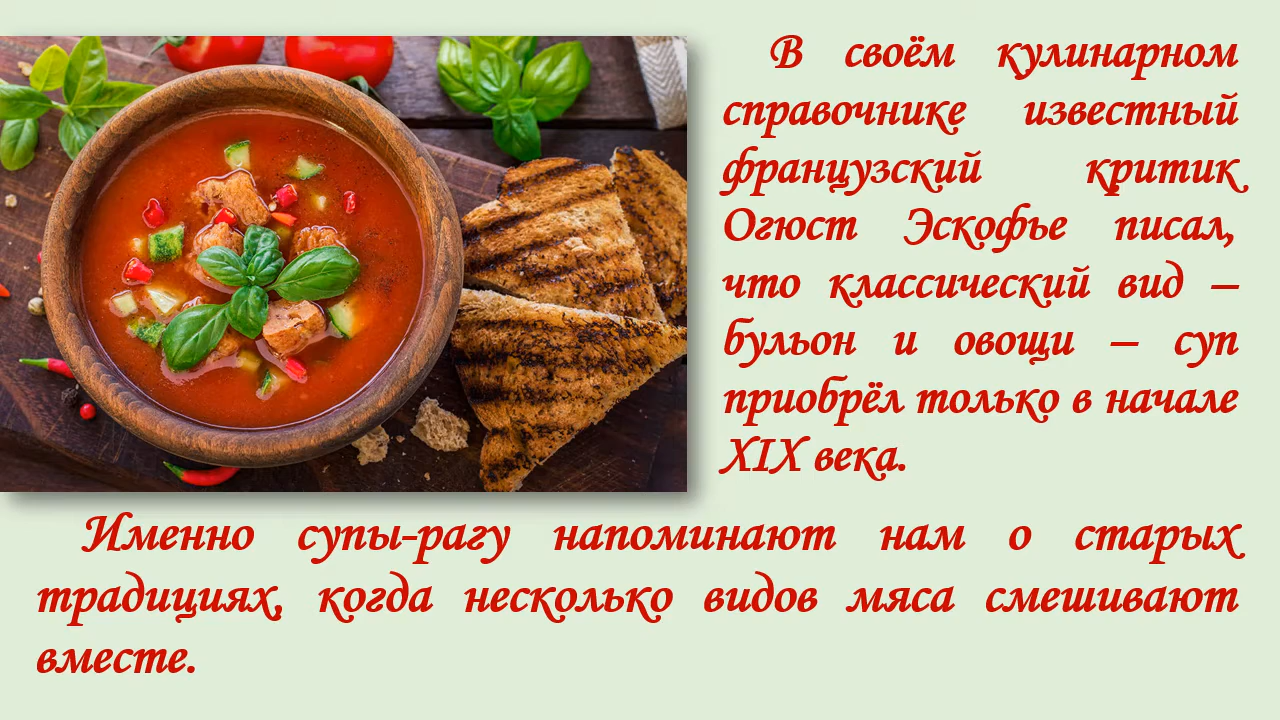 В своём кулинарном
справочнике известный
французский критик
Огюст Эскофье писал,
что классический вид –
бульон и овощи – суп
приобрёл только в начале
XIX века.
Именно супы-рагу напоминают нам о старых
традициях, когда несколько видов мяса смешивают
вместе.